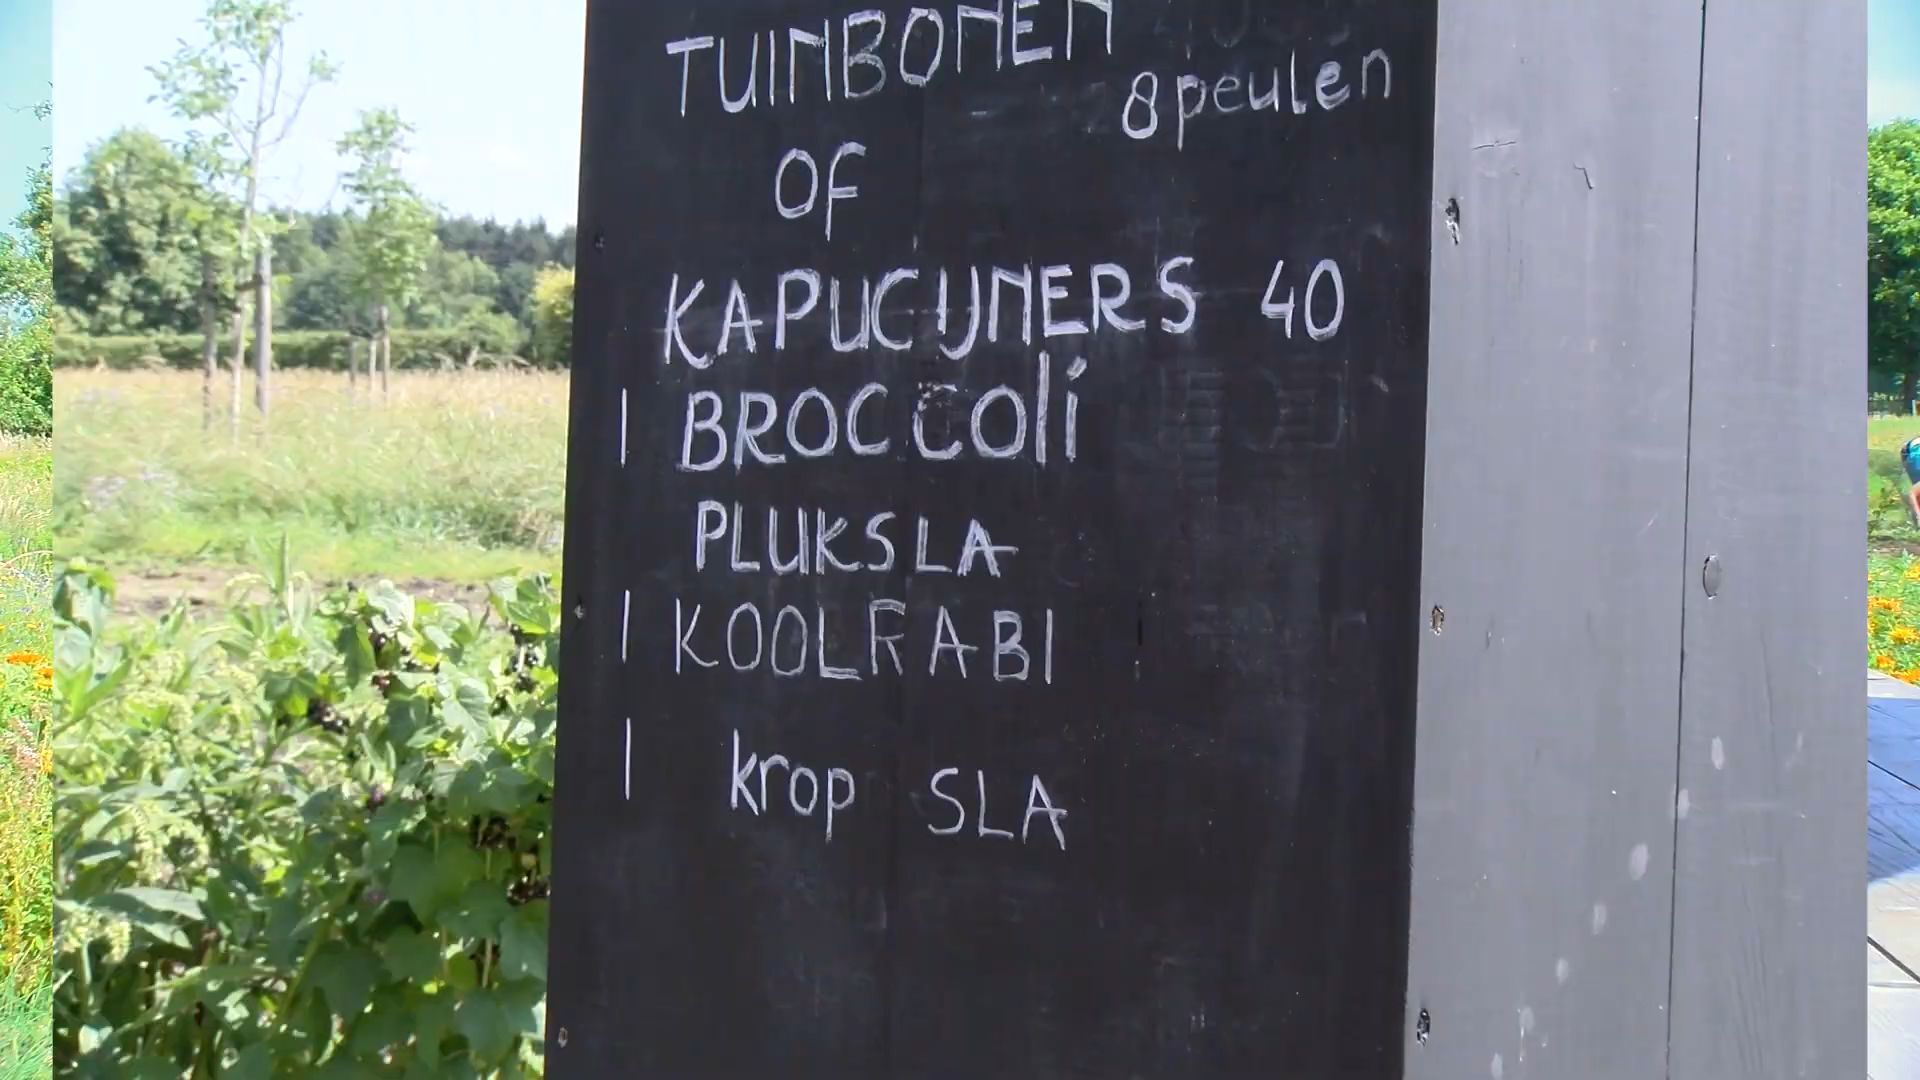 TUINBONEN 8 peulen
OF
KAPUCIJNERS 40
1 BROCColi
PLUKSLA
1 KOOLRABI
1 krop SLA